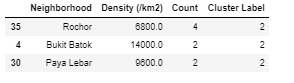 Neighborhood Density (/km2) Count Cluster Label
35 Rochor 6800.0 4 2
4 Bukit Batok 14000.0 2 2
30 Paya Lebar 9600.0 2 2